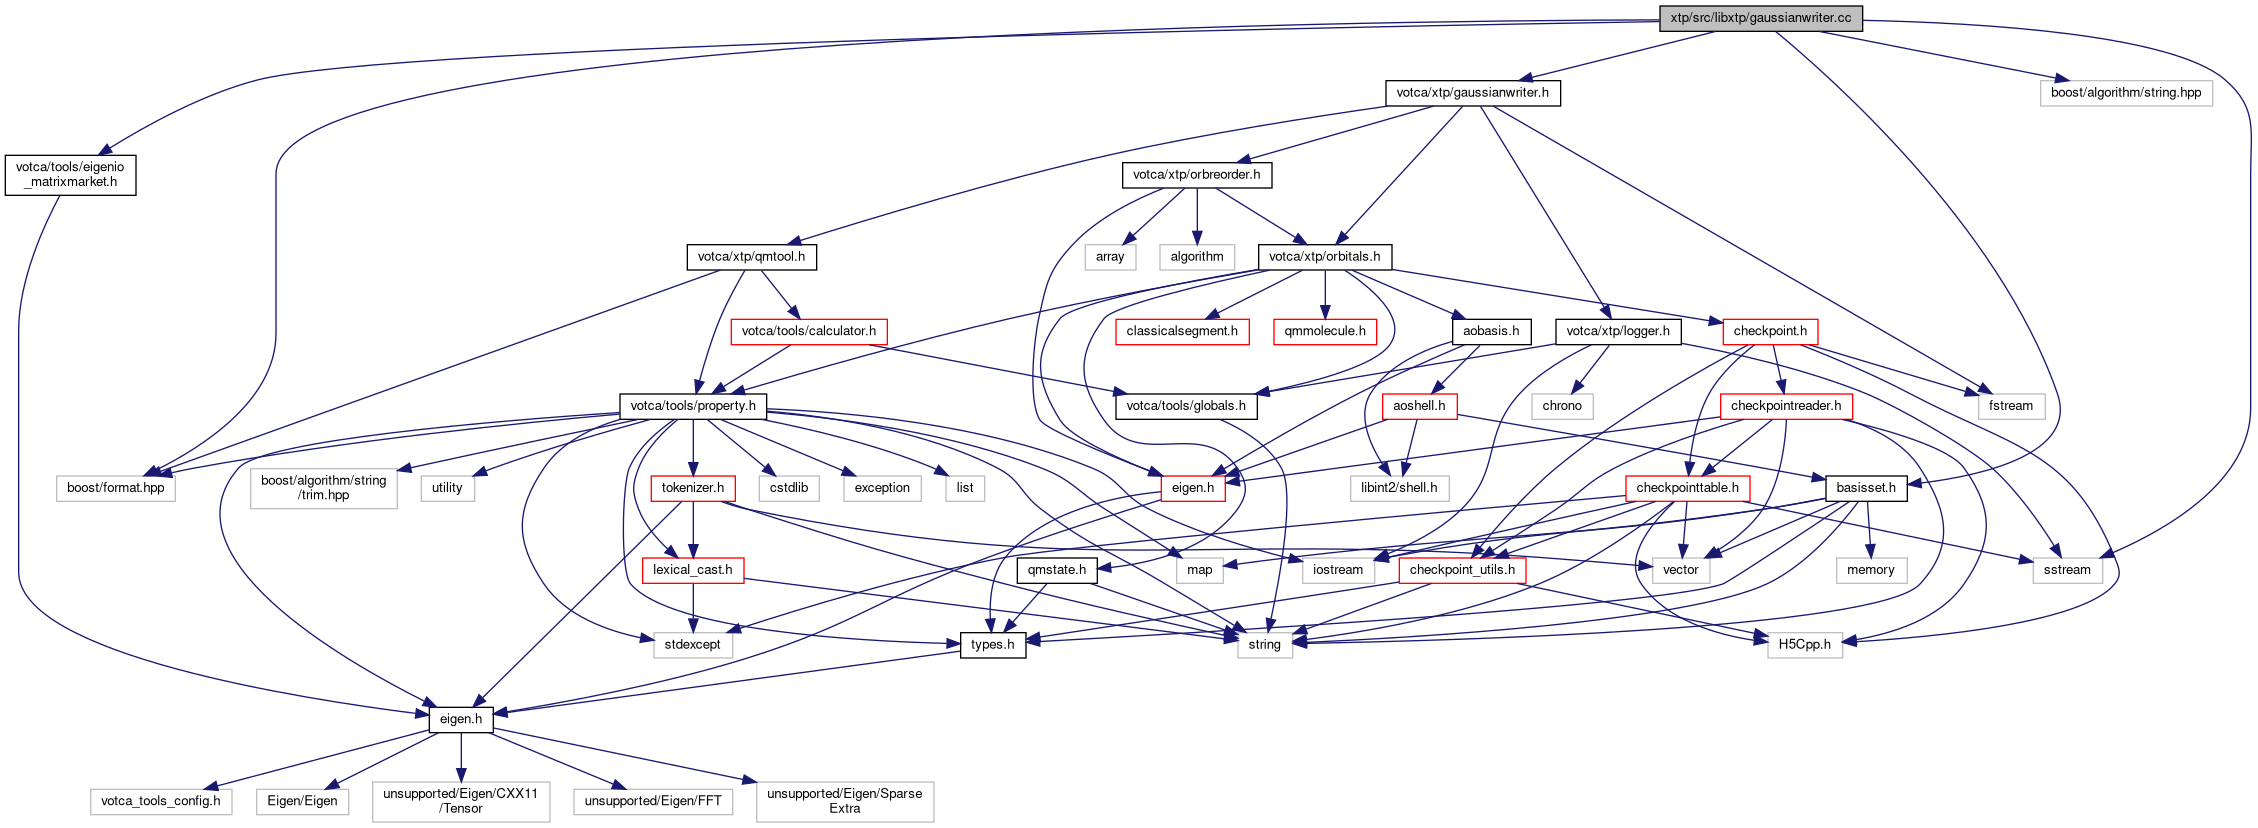 xtp/src/libxtp/gaussianwriter.cc
votca/xtp/gaussianwriter.h
boost/algorithm/string.hpp
votca/tools/eigenio
_matrixmarket.h
votca/xtp/orbreorder.h
votca/xtp/qmtool.h
array
algorithm
votca/xtp/orbitals.h
votca/tools/calculator.h
classicalsegment.h
qmmolecule.h
aobasis.h
votca/xtp/logger.h
checkpoint.h
votca/tools/property.h
votca/tools/globals.h
aoshell.h
chrono
checkpointreader.h
fstream
boost/format.hpp
boost/algorithm/string
/trim.hpp
utility
tokenizer.h
cstdlib
exception
list
eigen.h
libint2/shell.h
checkpointtable.h
basisset.h
lexical_cast.h
qmstate.h
map
iostream
checkpoint_utils.h
vector
memory
sstream
stdexcept
types.h
string
H5Cpp.h
eigen.h
votca_tools_config.h
Eigen/Eigen
unsupported/Eigen/CXX11
/Tensor
unsupported/Eigen/FFT
unsupported/Eigen/Sparse
Extra